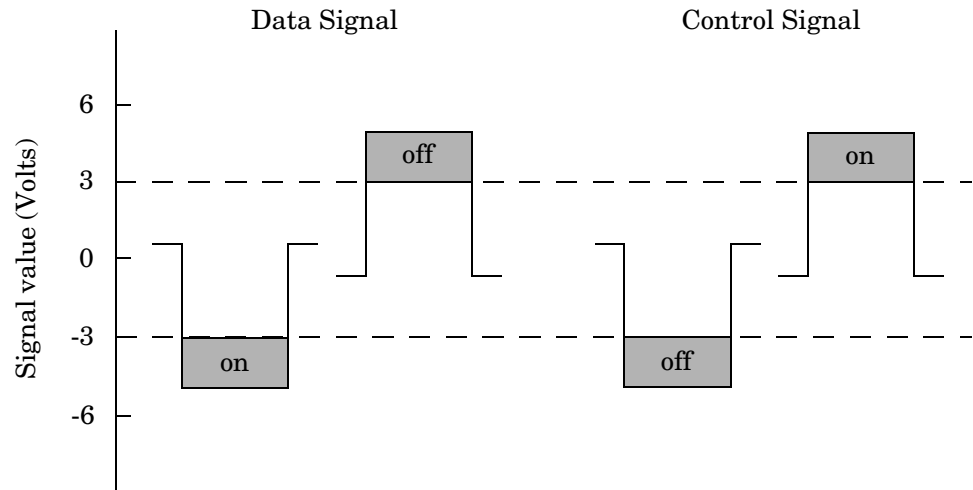 Data Signal
Control Signal
Signal value (Volts)
6
3
0
-3
-6
off
on
on
off